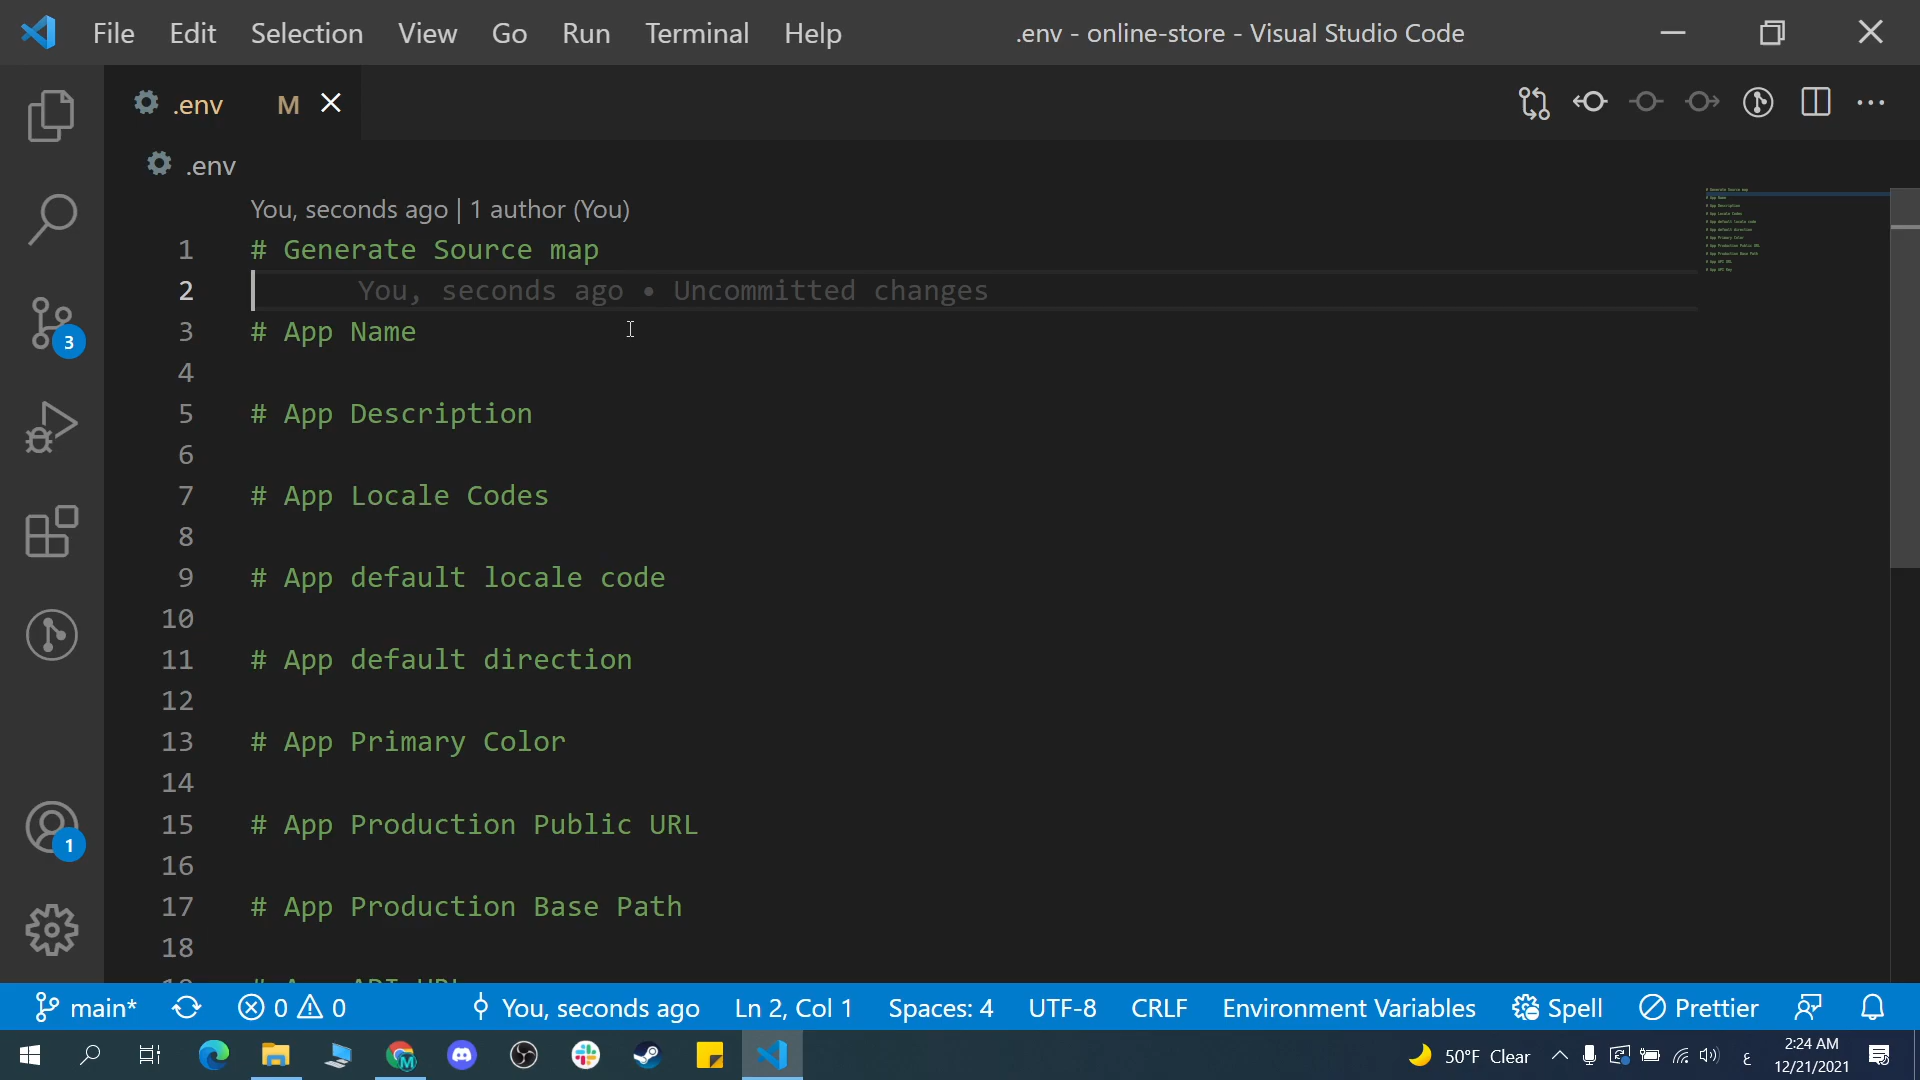 File Edit Selection View Go Run Terminal Help .env - online-store - Visual Studio Code
.env M
.env
You, seconds ago | 1 author (You)
1 # Generate Source map
2 You, seconds ago • Uncommitted changes
3 # App Name
4
5 # App Description
6
7 # App Locale Codes
8
9 # App default locale code
10
11 # App default direction
12
13 # App Primary Color
14
15 # App Production Public URL
16
17 # App Production Base Path
18
3
1
main* 0 0 You, seconds ago Ln 2, Col 1 Spaces: 4 UTF-8 CRLF Environment Variables Spell Prettier
50°F Clear ع 2:24 AM
12/21/2021